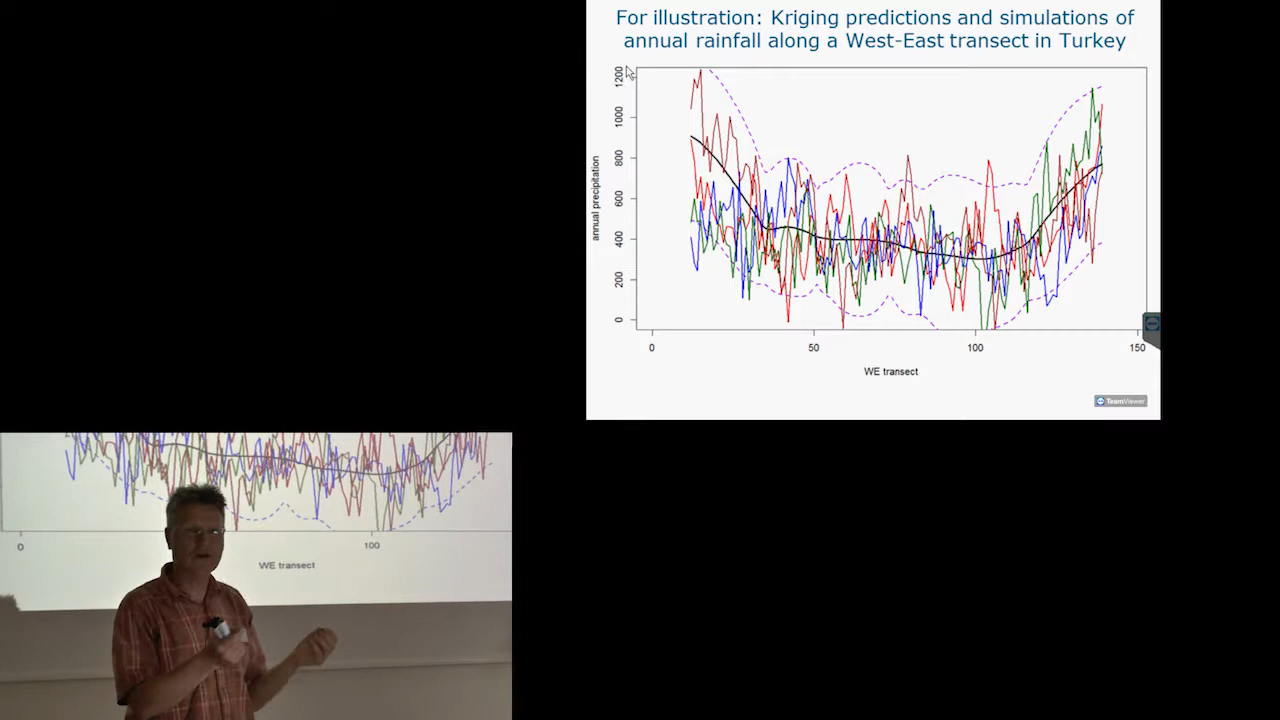 For illustration: Kriging predictions and simulations of
annual rainfall along a West-East transect in Turkey
1200
1000
800
600
400
200
0
annual precipitation
0 50 100 150
WE transect
TeamViewer
0 100
WE transect